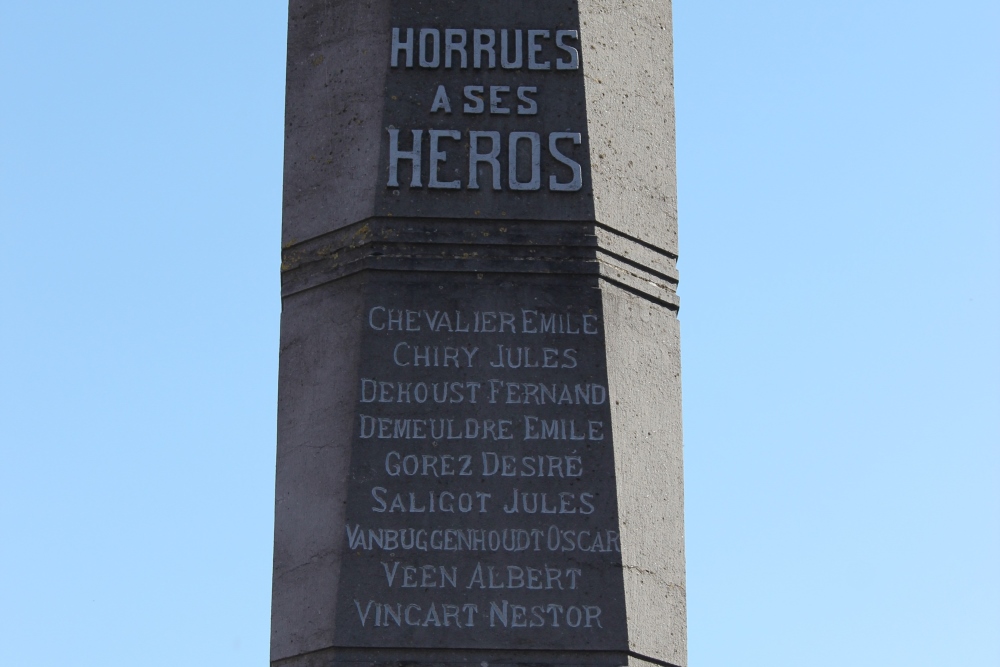 HORRUES
A SES
HEROS
CHEVALIER EMILE
CHIRY JULES
DEHOUST FERNAND
DEMEULDRE EMILE
GOREZ DESIRÉ
SALIGOT JULES
VANBUGGENHOUDT OSCAR
VEEN ALBERT
VINCART NESTOR